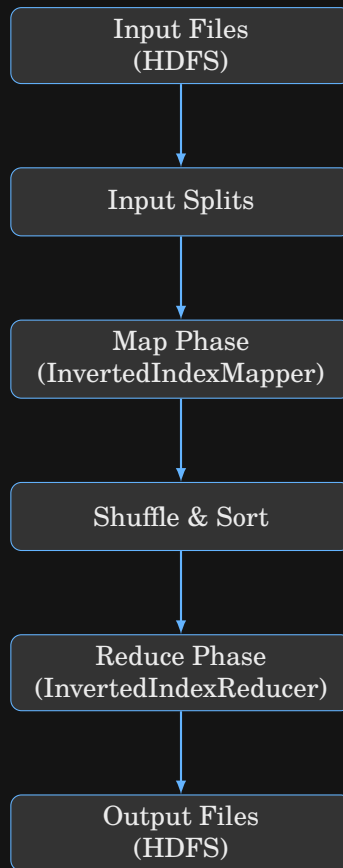 Input Files
(HDFS)
Input Splits
Map Phase
(InvertedIndexMapper)
Shuffle & Sort
Reduce Phase
(InvertedIndexReducer)
Output Files
(HDFS)